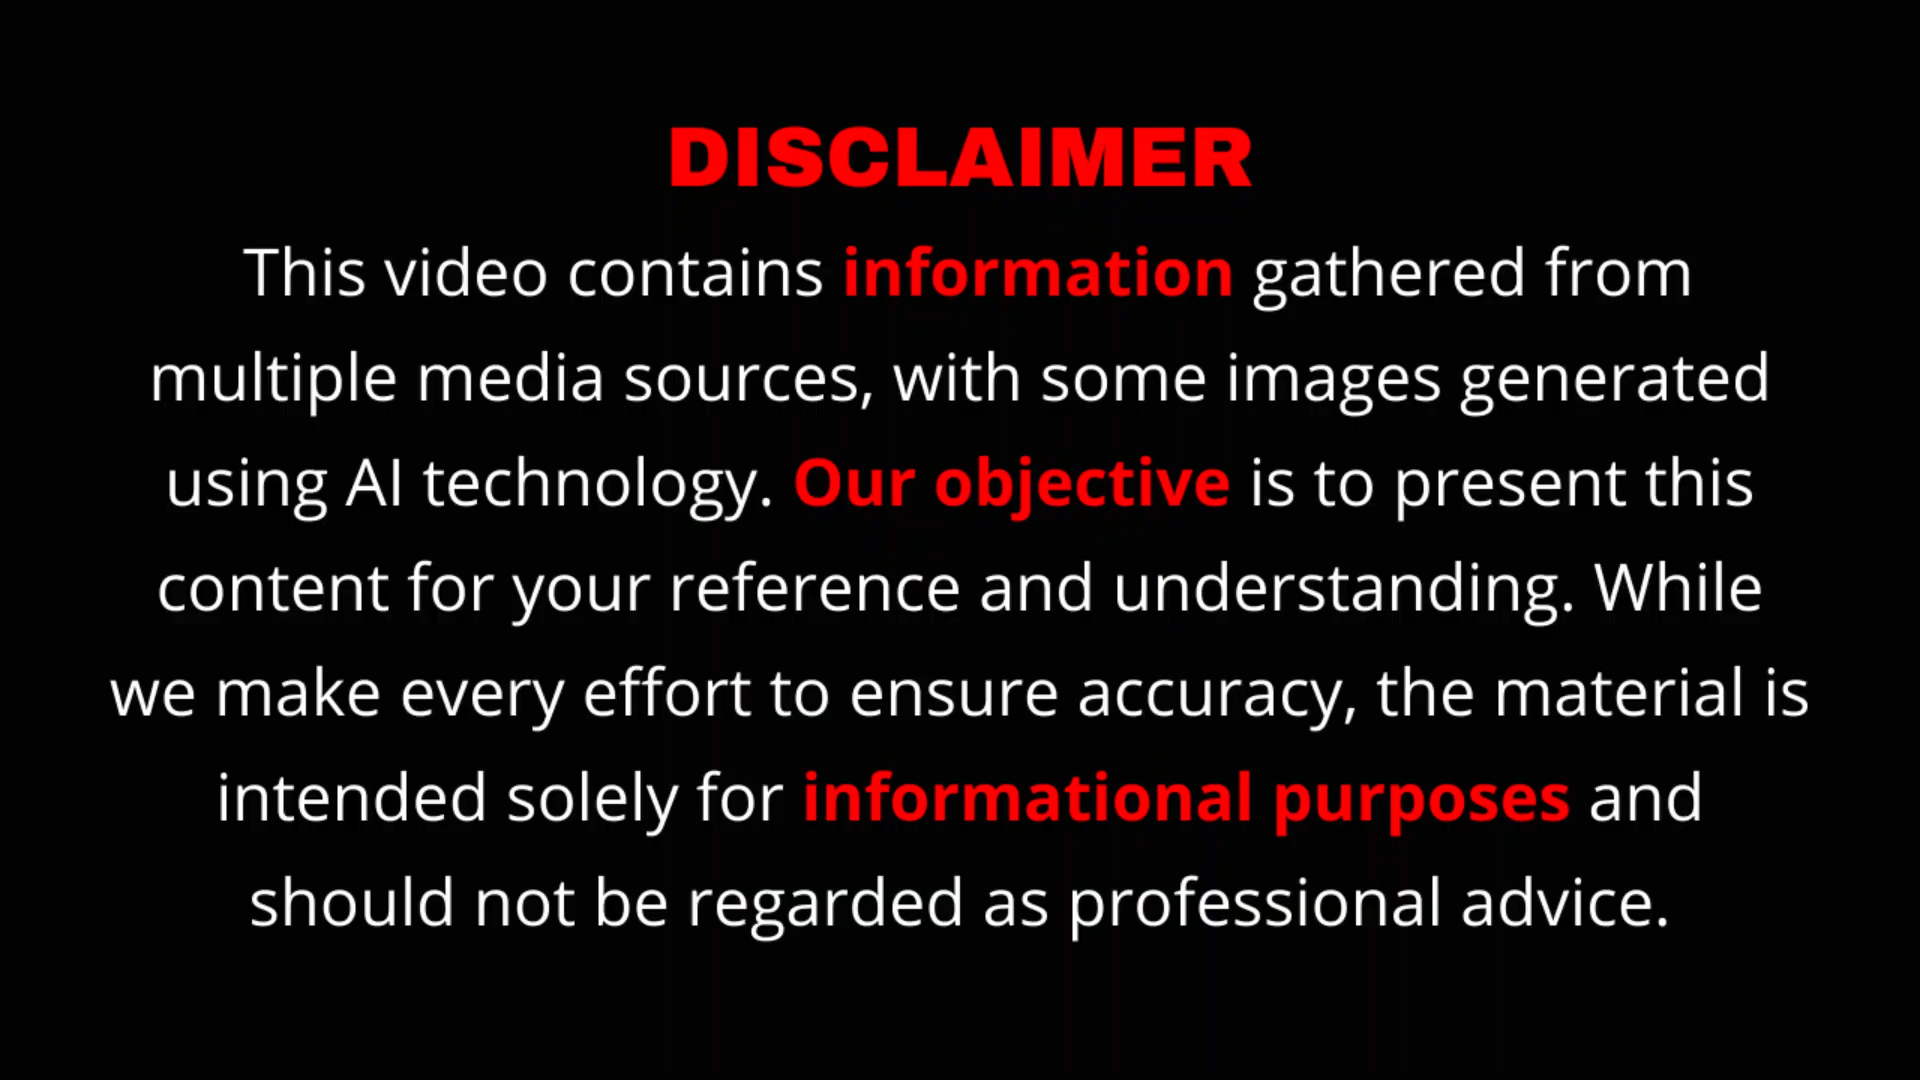 DISCLAIMER
This video contains information gathered from
multiple media sources, with some images generated
using AI technology. Our objective is to present this
content for your reference and understanding. While
we make every effort to ensure accuracy, the material is
intended solely for informational purposes and
should not be regarded as professional advice.